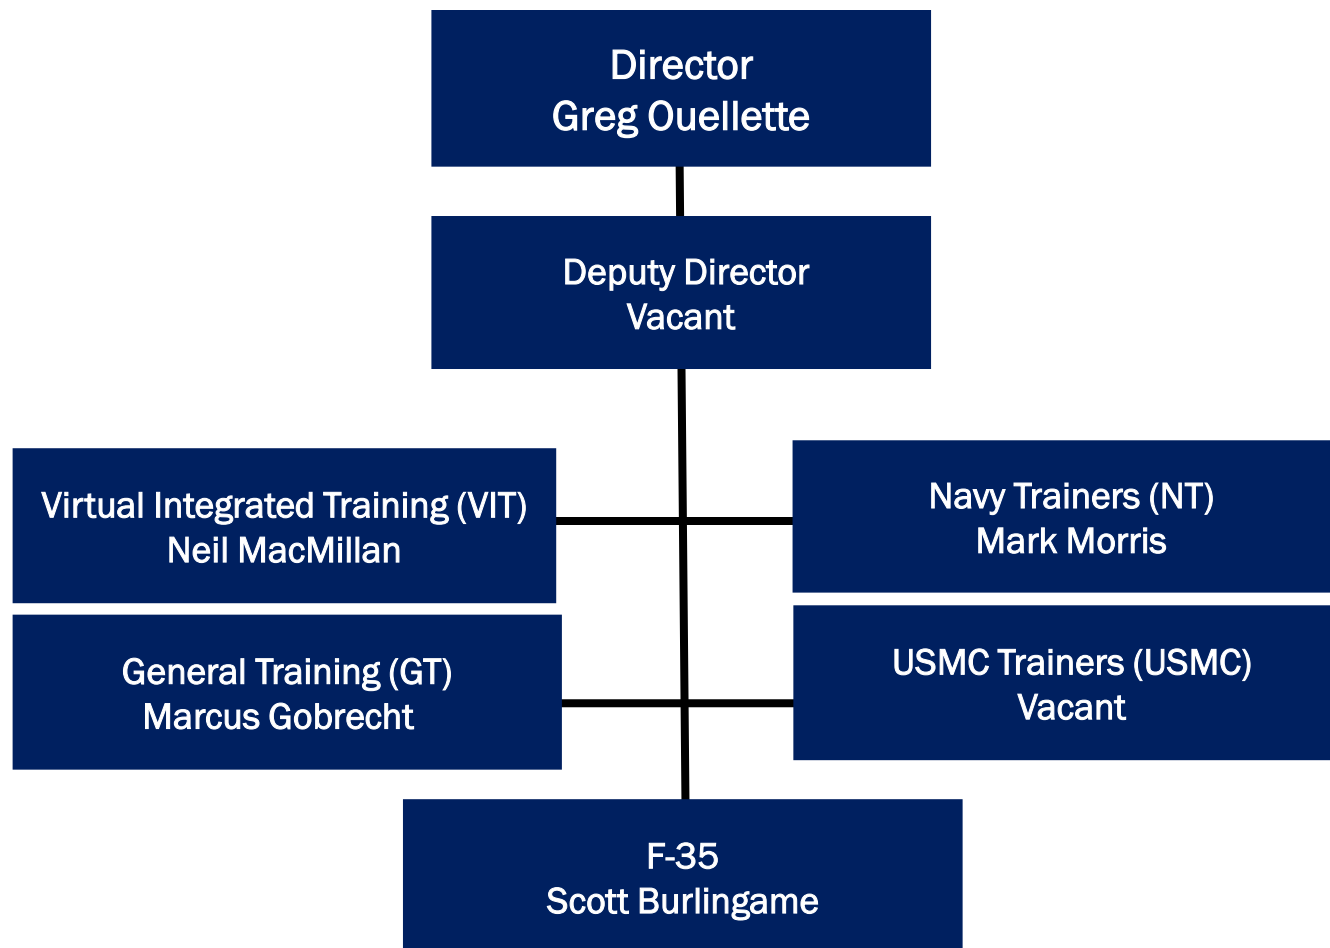 Director
Greg Ouellette
Deputy Director
Vacant
Virtual Integrated Training (VIT)
Neil MacMillan
Navy Trainers (NT)
Mark Morris
General Training (GT)
Marcus Gobrecht
USMC Trainers (USMC)
Vacant
F-35
Scott Burlingame